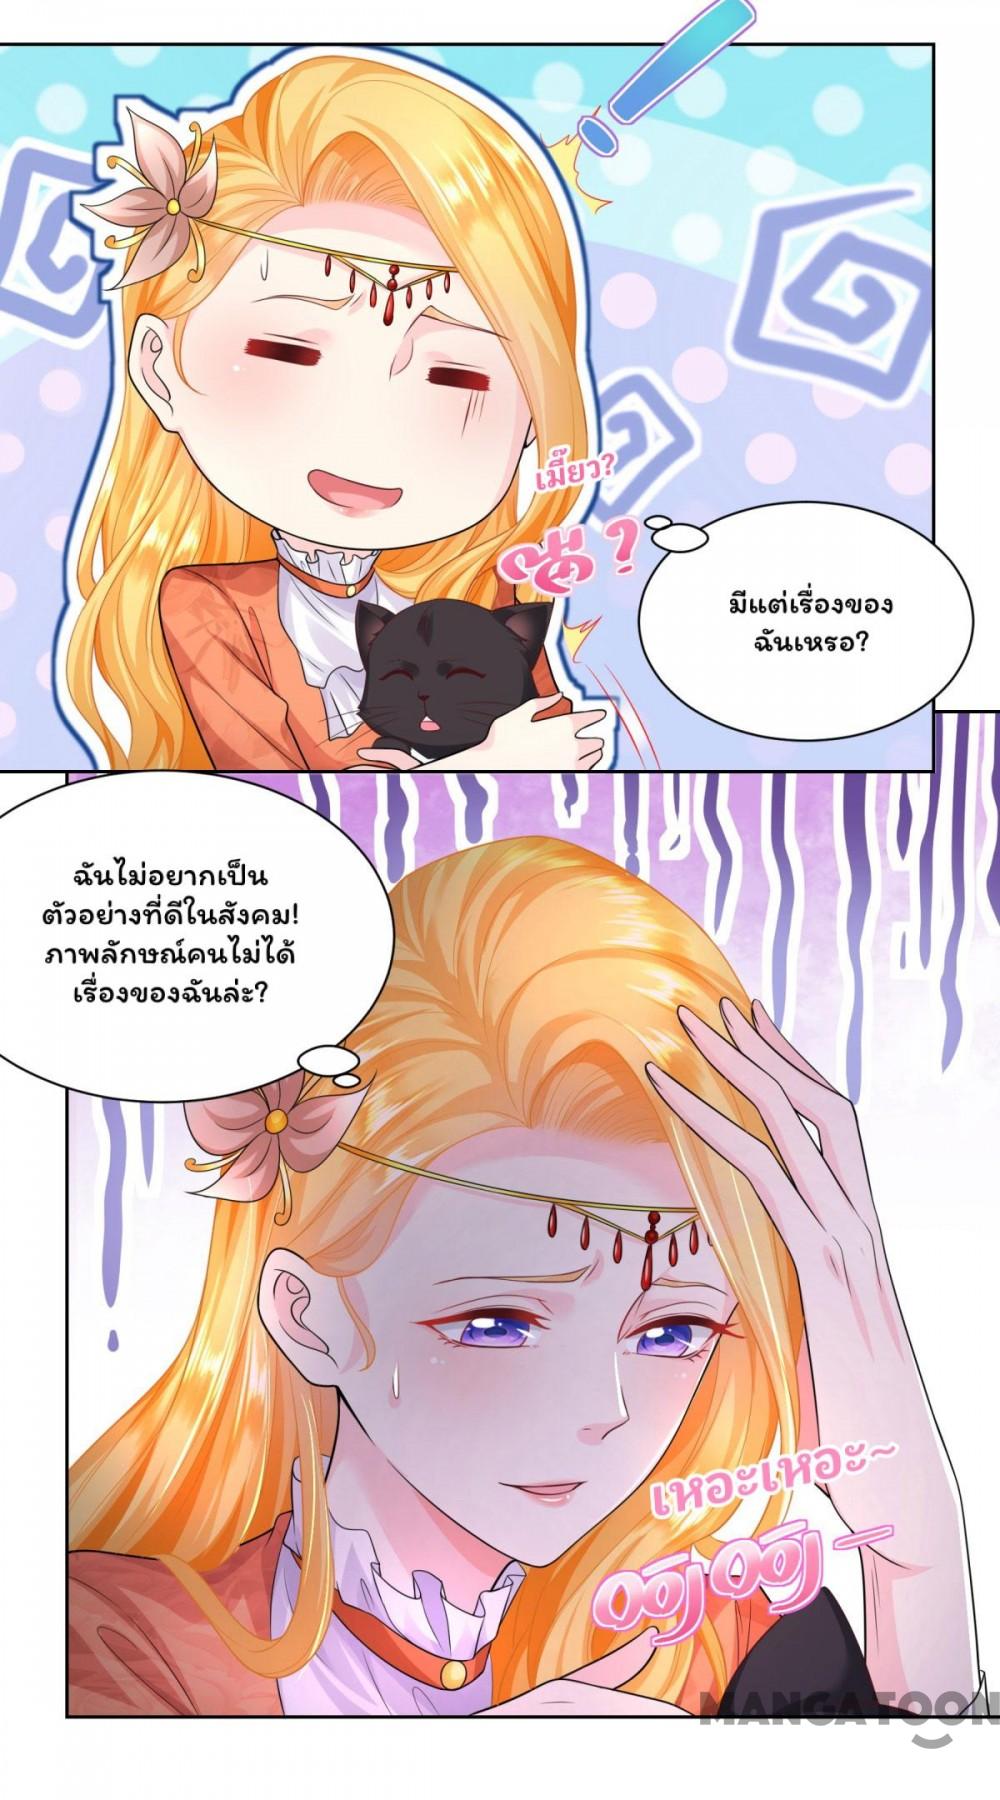 เมี๊ยว?
มีแต่เรื่องของ
ฉันเหรอ?
ฉันไม่อยากเป็น
ตัวอย่างที่ดีในสังคม!
ภาพลักษณ์คนไม่ได้
เรื่องของฉันล่ะ?
เหอะเหอะ~
MANGATOON